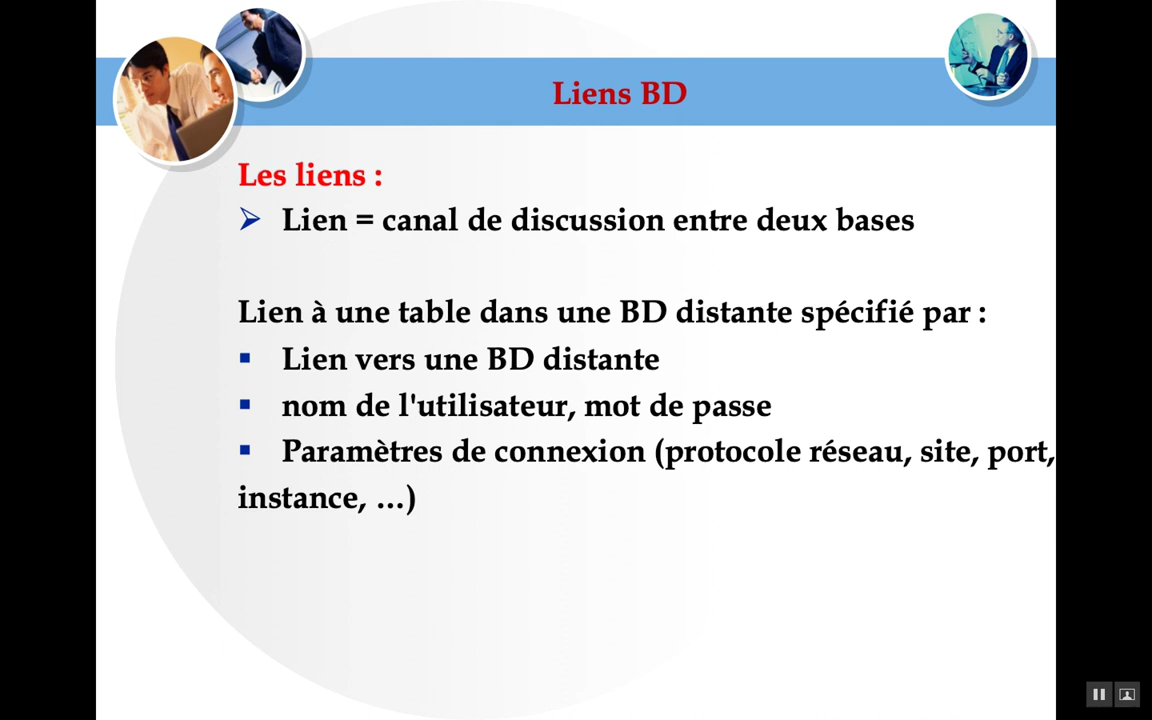 Liens BD
Les liens :
Lien = canal de discussion entre deux bases
Lien à une table dans une BD distante spécifié par :
Lien vers une BD distante
nom de l'utilisateur, mot de passe
Paramètres de connexion (protocole réseau, site, port,
instance, …)